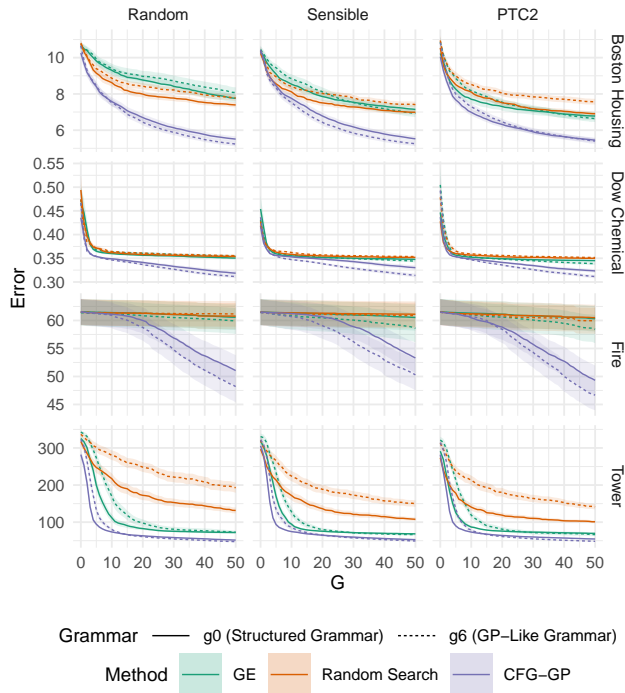 Random Sensible PTC2
10
8
6
Boston Housing
0.55
0.50
0.45
0.40
0.35
0.30
Dow Chemical
Error
60
55
50
45
Fire
300
200
100
Tower
0 10 20 30 40 50 0 10 20 30 40 50 0 10 20 30 40 50
G
Grammar g0 (Structured Grammar) g6 (GP−Like Grammar)
Method GE Random Search CFG−GP